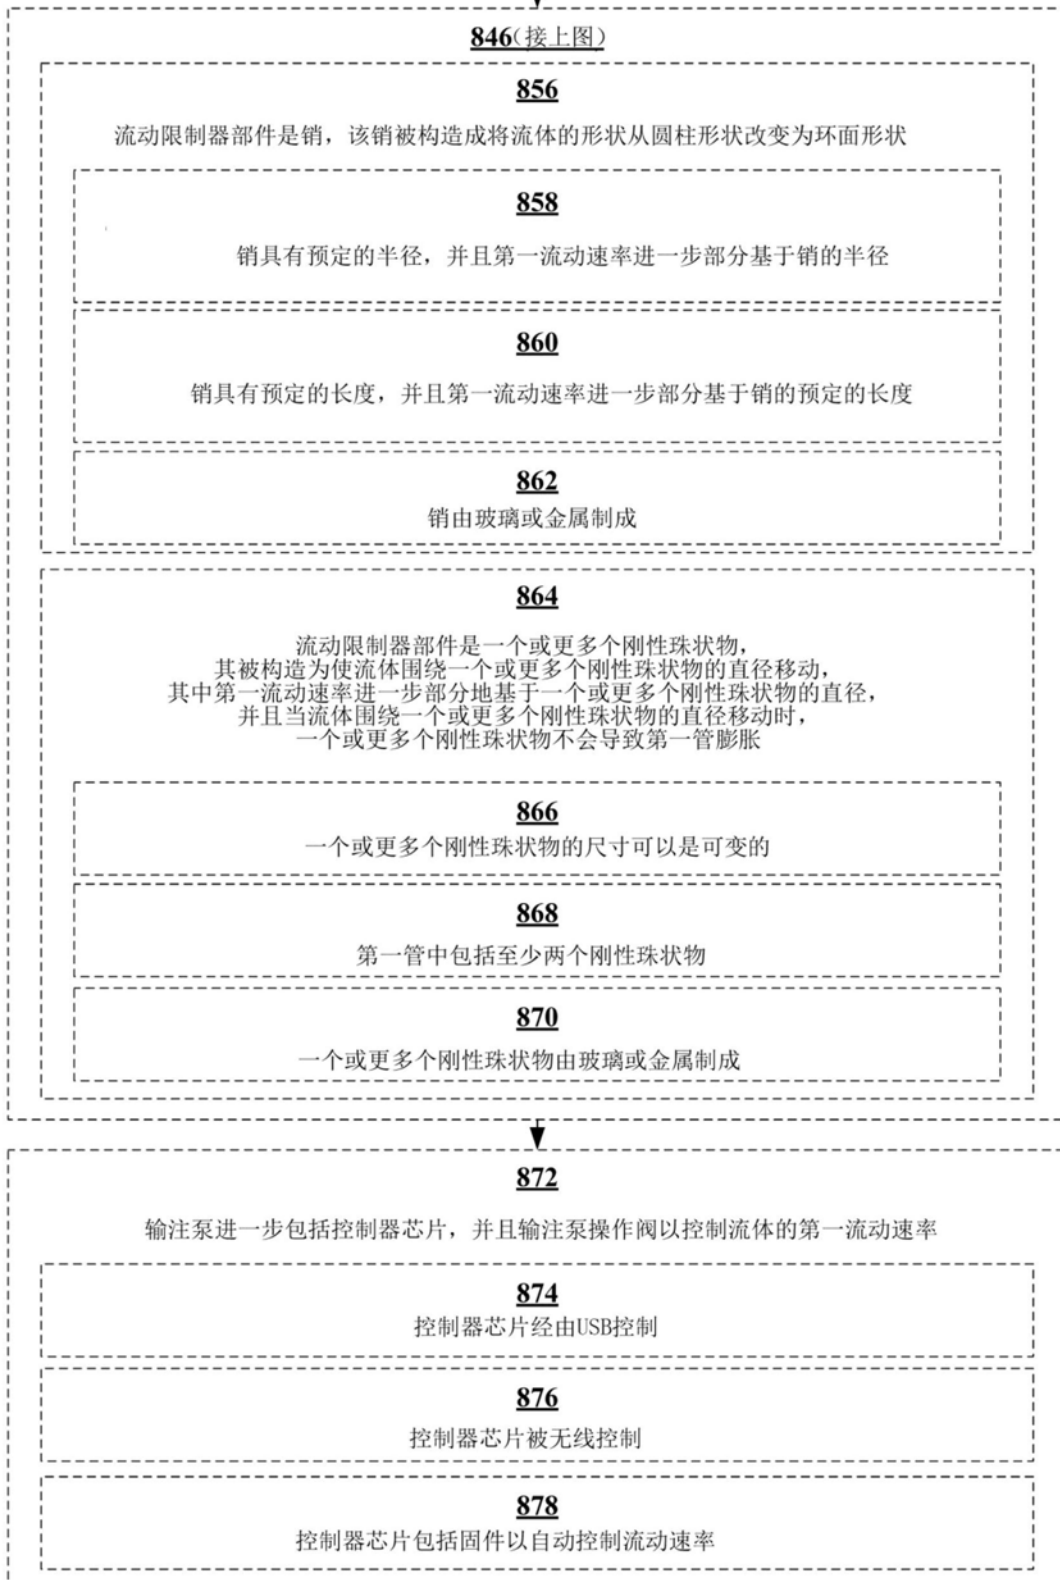 846(接上图)
856
流动限制器部件是销，该销被构造成将流体的形状从圆柱形状改变为环面形状
858
销具有预定的半径，并且第一流动速率进一步部分基于销的半径
860
销具有预定的长度，并且第一流动速率进一步部分基于销的预定的长度
862
销由玻璃或金属制成
864
流动限制器部件是一个或更多个刚性珠状物，
其被构造为使流体围绕一个或更多个刚性珠状物的直径移动，
其中第一流动速率进一步部分地基于一个或更多个刚性珠状物的直径，
并且当流体围绕一个或更多个刚性珠状物的直径移动时，
一个或更多个刚性珠状物不会导致第一管膨胀
866
一个或更多个刚性珠状物的尺寸可以是可变的
868
第一管中包括至少两个刚性珠状物
870
一个或更多个刚性珠状物由玻璃或金属制成
872
输注泵进一步包括控制器芯片，并且输注泵操作阀以控制流体的第一流动速率
874
控制器芯片经由USB控制
876
控制器芯片被无线控制
878
控制器芯片包括固件以自动控制流动速率